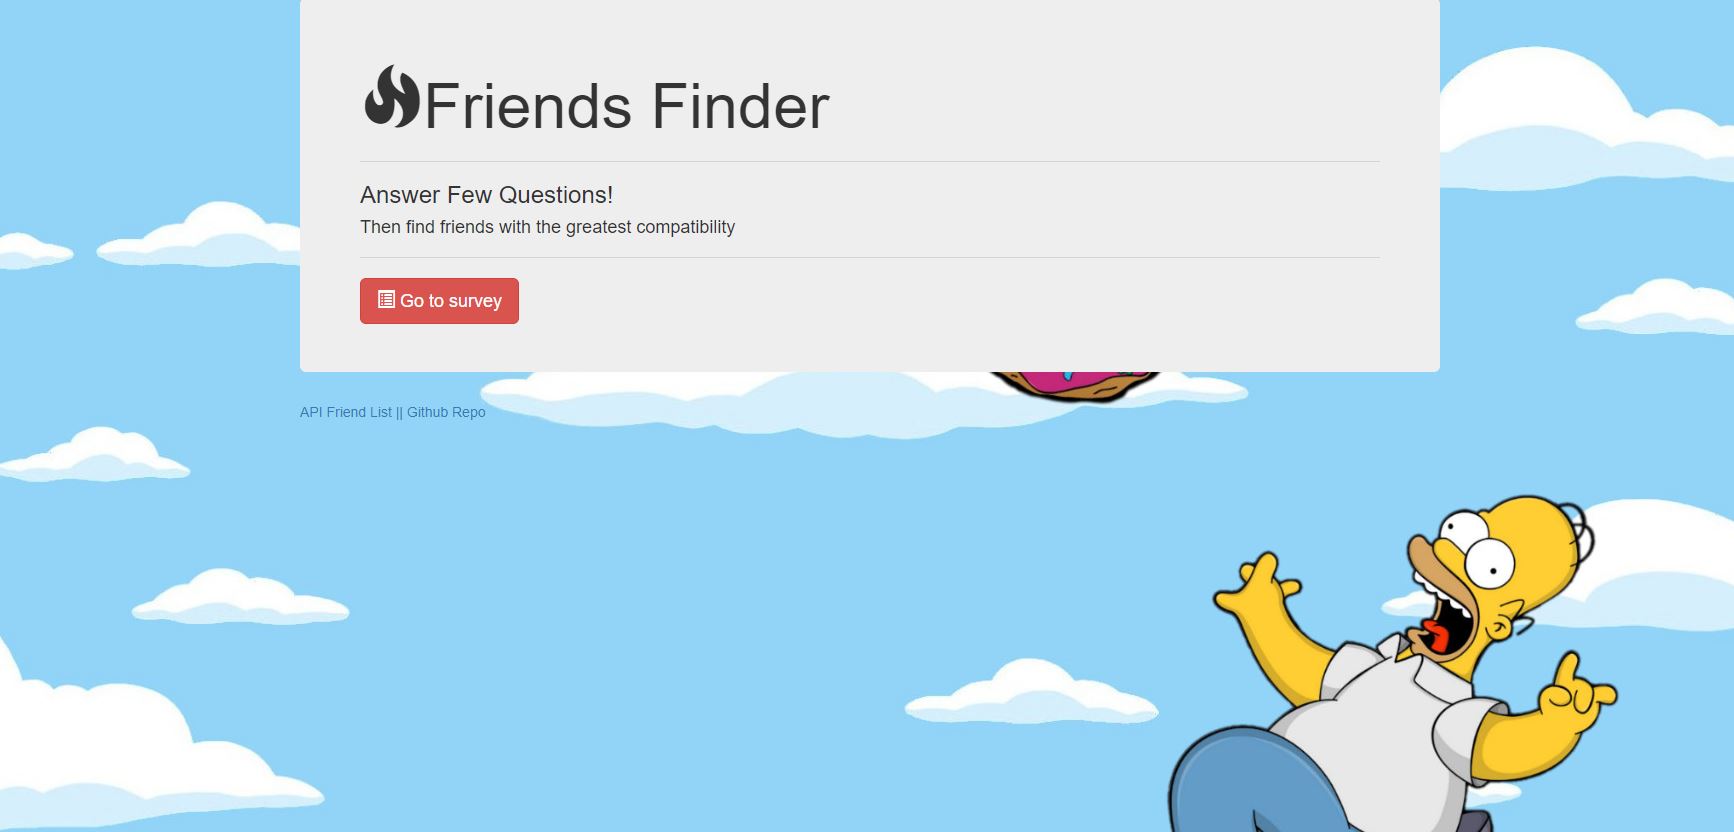 Friends Finder
Answer Few Questions!
Then find friends with the greatest compatibility
Go to survey
API Friend List || Github Repo